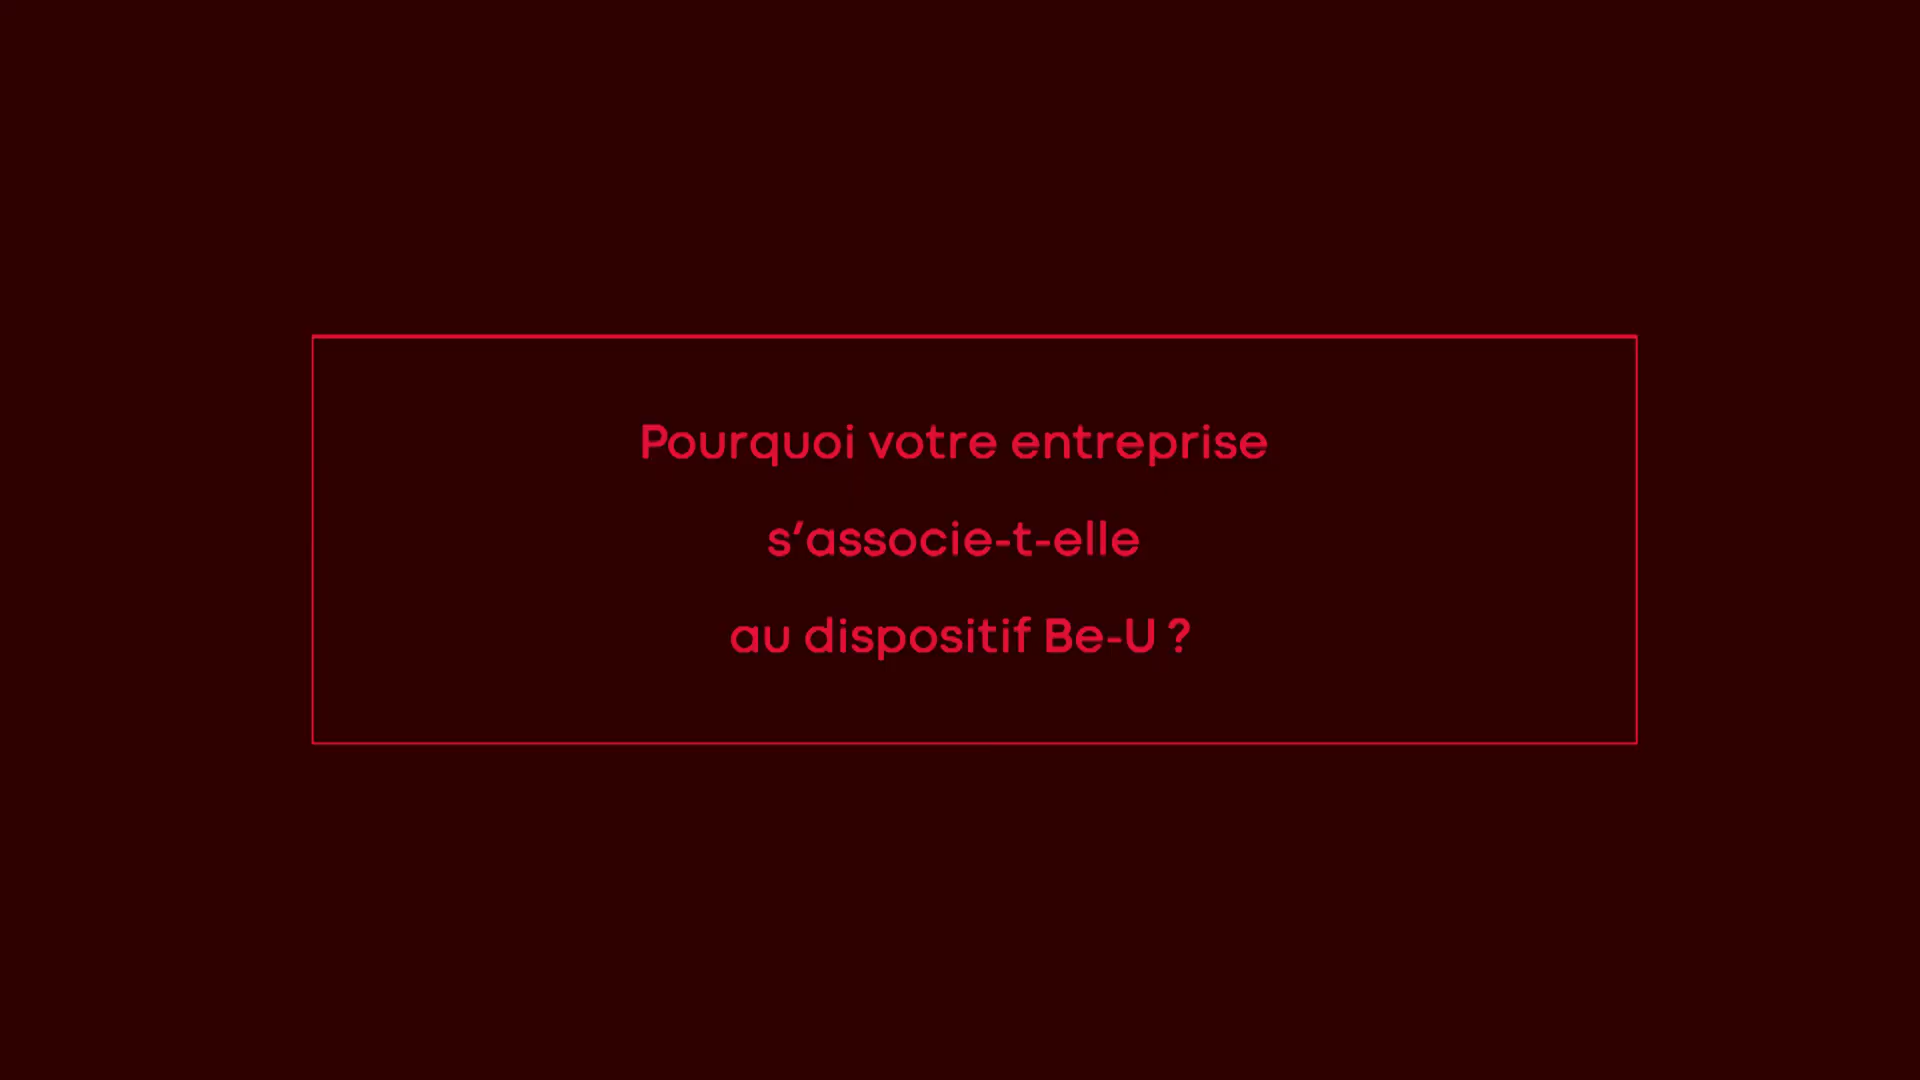 Pourquoi votre entreprise
s’associe-t-elle
au dispositif Be-U ?